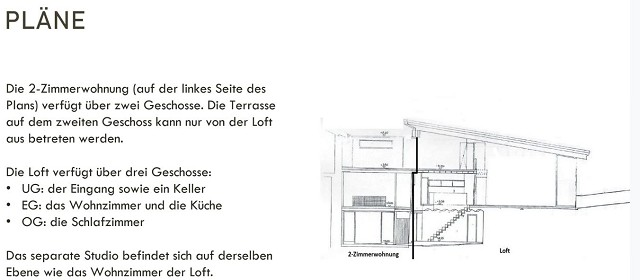 PLÄNE
Die 2-Zimmerwohnung (auf der linkes Seite des
Plans) verfügt über zwei Geschosse. Die Terrasse
auf dem zweiten Geschoss kann nur von der Loft
aus betreten werden.
Die Loft verfügt über drei Geschosse:
• UG: der Eingang sowie ein Keller
• EG: das Wohnzimmer und die Küche
• OG: die Schlafzimmer
Das separate Studio befindet sich auf derselben
Ebene wie das Wohnzimmer der Loft.
2-Zimmerwohnung
Loft